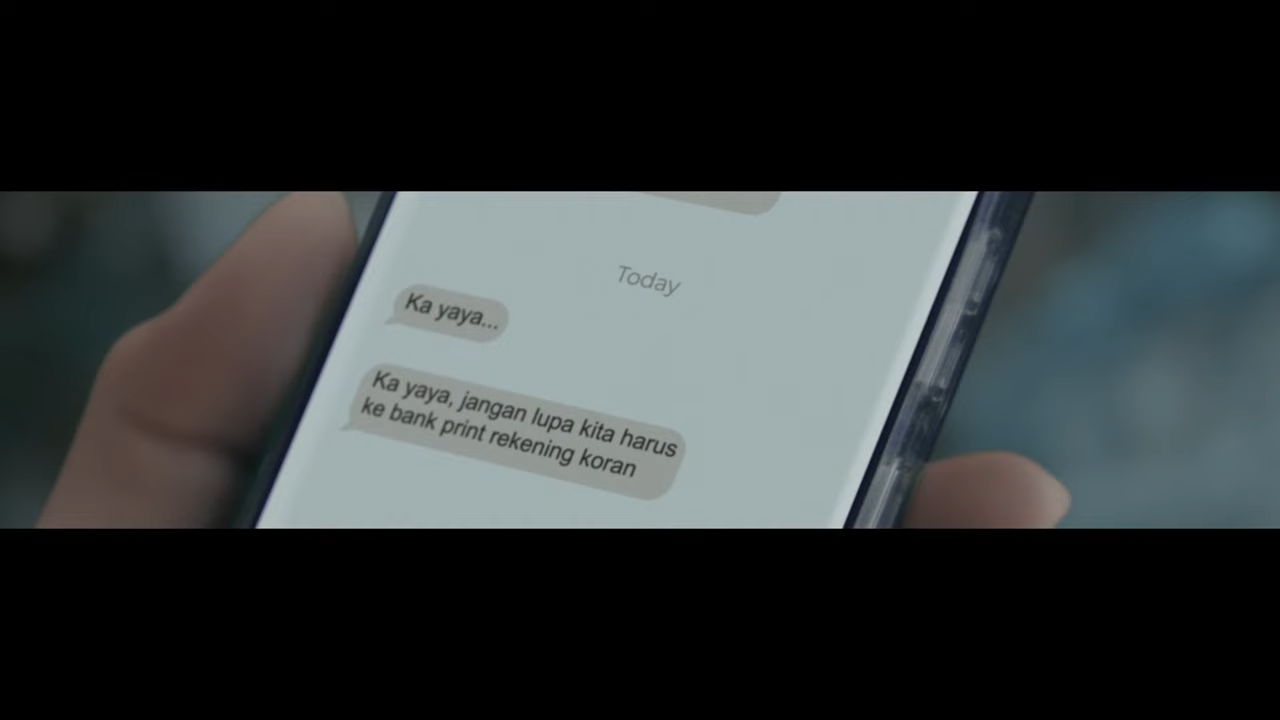 Today
Ka yaya...
Ka yaya, jangan lupa kita harus
ke bank print rekening koran